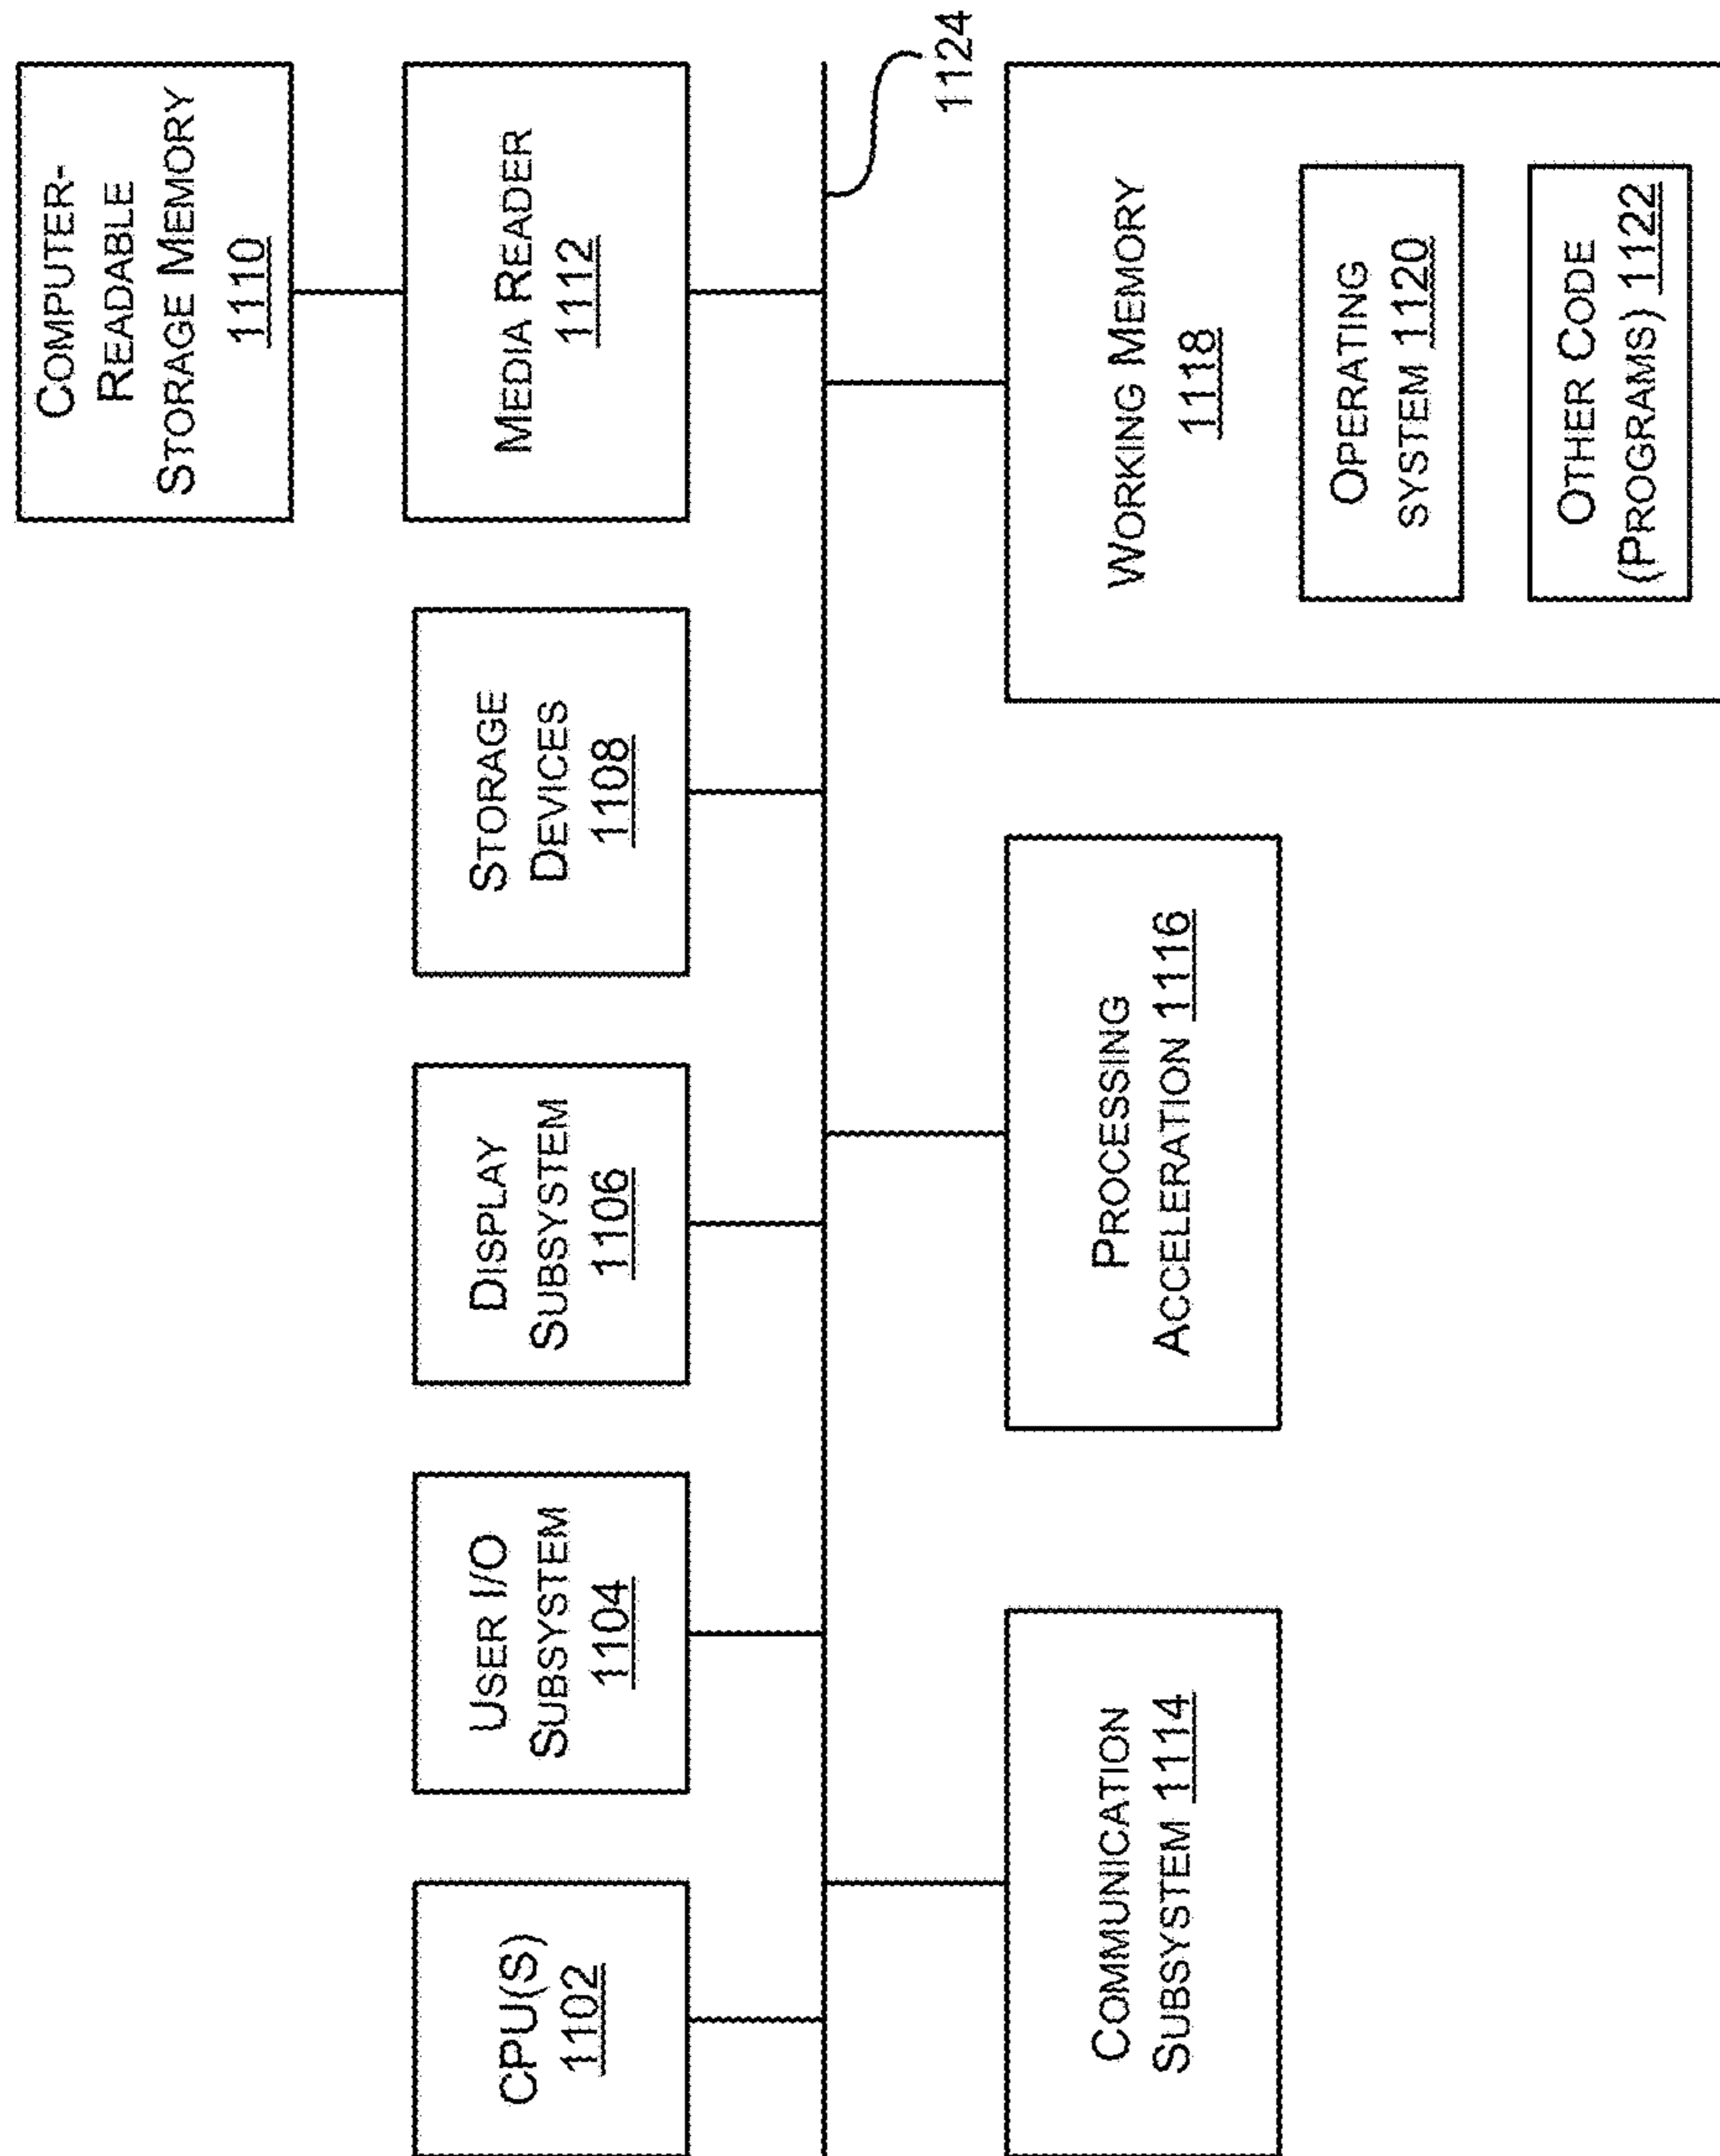 COMPUTER-
READABLE
STORAGE MEMORY
1110
CPU(S)
1102
USER I/O
SUBSYSTEM
1104
DISPLAY
SUBSYSTEM
1106
STORAGE
DEVICES
1108
MEDIA READER
1112
1124
COMMUNICATION
SUBSYSTEM 1114
PROCESSING
ACCELERATION 1116
WORKING MEMORY
1118
OPERATING
SYSTEM 1120
OTHER CODE
(PROGRAMS) 1122